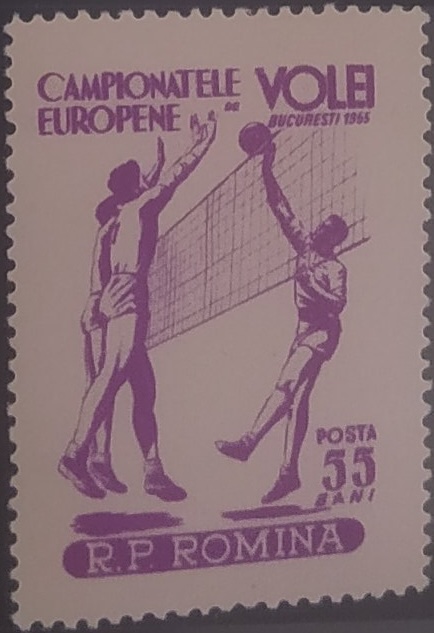 CAMPIONATELE
EUROPENE DE
VOLEI
BUCURESTI 1955
POSTA
55
BANI
R.P. ROMINA